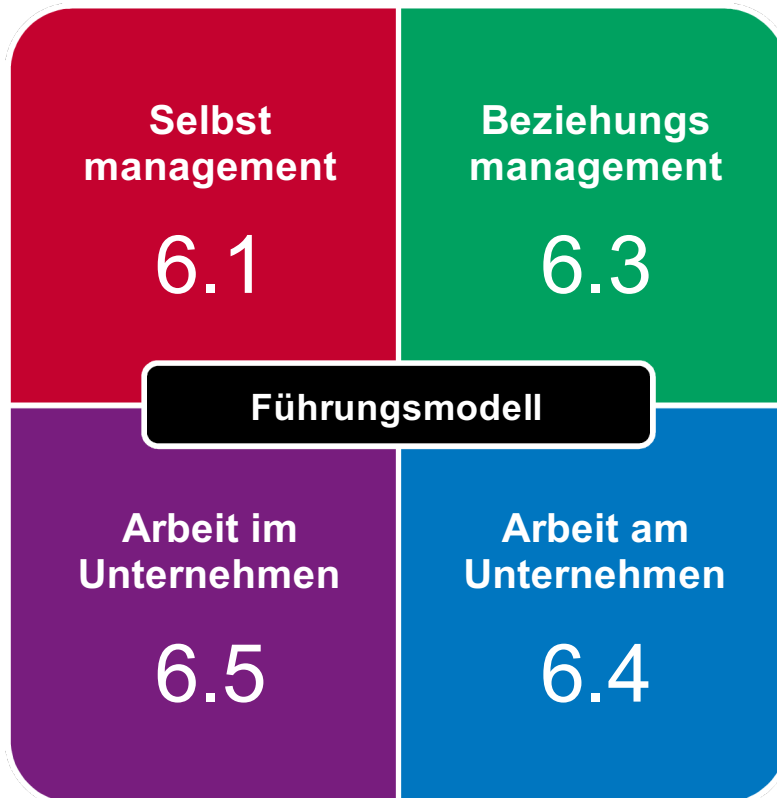 Selbst
management
6.1
Beziehungs
management
6.3
Führungsmodell
Arbeit im
Unternehmen
6.5
Arbeit am
Unternehmen
6.4